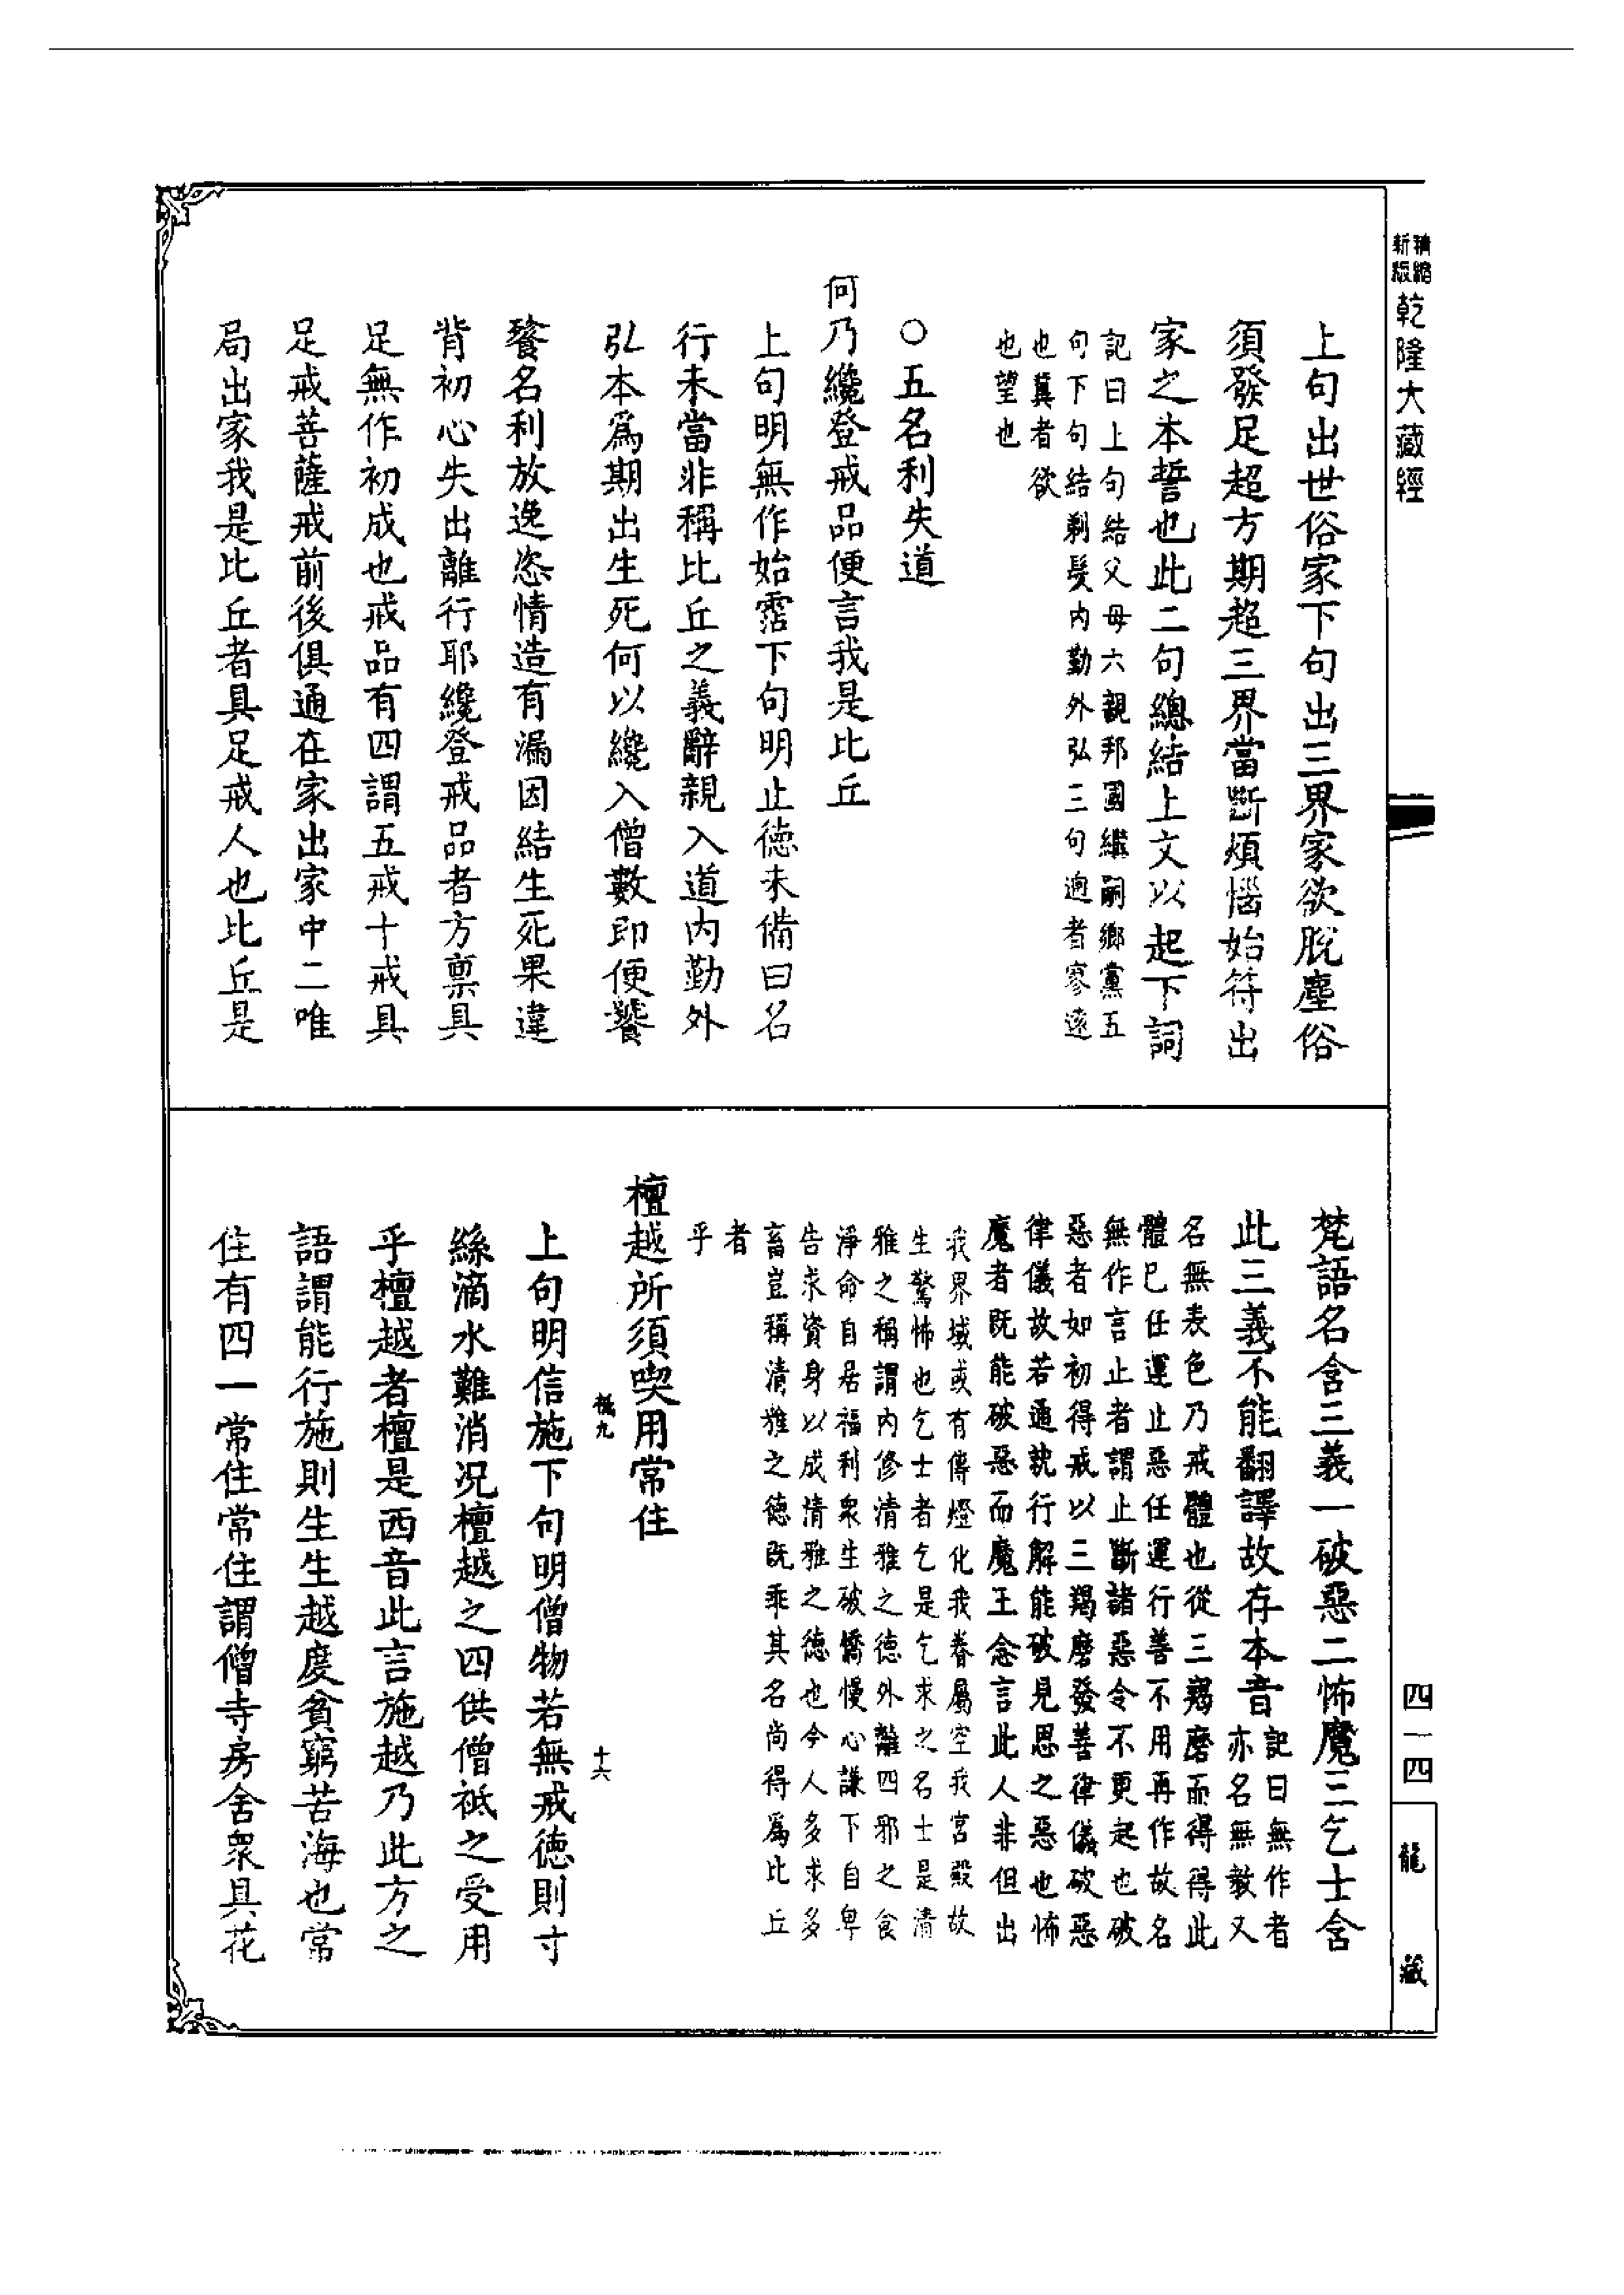 精縮
新版
乾隆大藏經
上句出世俗家下句出三界家欲脫塵俗
須發足超方期超三界當斷煩惱始符出
家之本誓也此二句總結上文以起下詞
記曰上句結父母六親邦國繼嗣鄉黨五
句下句結剃髮內勤外弘三句迥者寥遠
也冀者欲
也望也
○五名利失道
何乃纔登戒品便言我是比丘
上句明無作始霑下句明止德未備曰名
行未當非稱比丘之義辭親入道內勤外
弘本爲期出生死何以纔入僧數即便饕
餮名利放逸恣情造有漏因結生死果違
背初心失出離行耶纔登戒品者方禀具
足無作初成也戒品有四謂五戒十戒具
足戒菩薩戒前後俱通在家出家中二唯
局出家我是比丘者具足戒人也比丘是
梵語名含三義一破惡二怖魔三乞士含
此三義不能翻譯故存本音
記曰無作者
亦名無教又
名無表色乃戒體也從三羯磨而得得此
體已任運止惡任運行善不用再作故名
無作言止者謂止斷諸惡令不更起也破
惡者如初得戒以三羯磨發善律儀破惡
律儀故若通就行解能破見思之惡也怖
魔者既能破惡而魔王念言此人非但出
我界域或有傳燈化我眷屬空我宮殿故
生驚怖也乞士者乞是乞求之名士是清
雅之稱謂內修清雅之德外離四邪之食
淨命自居福利衆生破憍慢心謙下自卑
告求資身以成清雅之德也今人多求多
畜豈稱清雅之德既乖其名尚得爲比丘
者
乎
檀越所須喫用常住
十六
上句明信施下句明僧物若無戒德則寸
絲滴水難消況檀越之四供僧祇之受用
乎檀越者檀是西音此言施越乃此方之
語謂能行施則生生越度貧窮苦海也常
住有四一常住常住謂僧寺房舍衆具花
四一四
龍藏